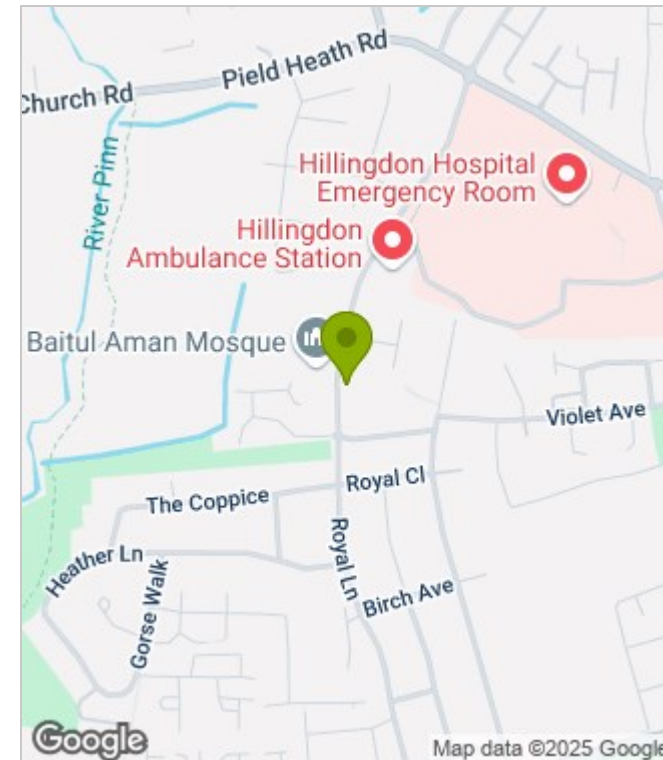 Pield Heath Rd
Church Rd
River Pinn
Hillingdon Hospital
Emergency Room
Hillingdon
Ambulance Station
Baitul Aman Mosque
Violet Ave
Royal Cl
The Coppice
Heather Ln
Royal Ln
Gorse Walk
Birch Ave
Google
Map data ©2025 Google